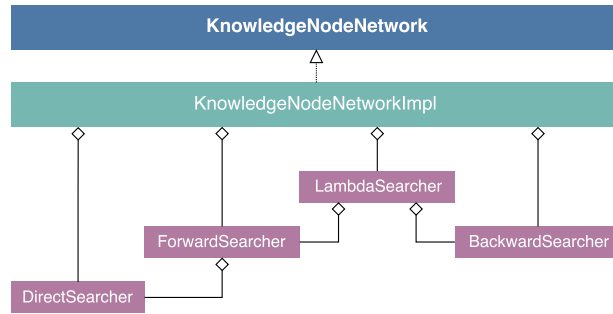 KnowledgeNodeNetwork
KnowledgeNodeNetworkImpl
LambdaSearcher
ForwardSearcher
BackwardSearcher
DirectSearcher